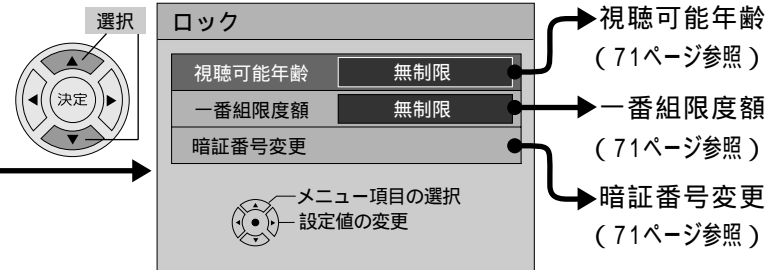 選択
決定
ロック
視聴可能年齢 無制限
一番組限度額 無制限
暗証番号変更
メニュー項目の選択
設定値の変更
視聴可能年齢
(71ページ参照)
一番組限度額
(71ページ参照)
暗証番号変更
(71ページ参照)